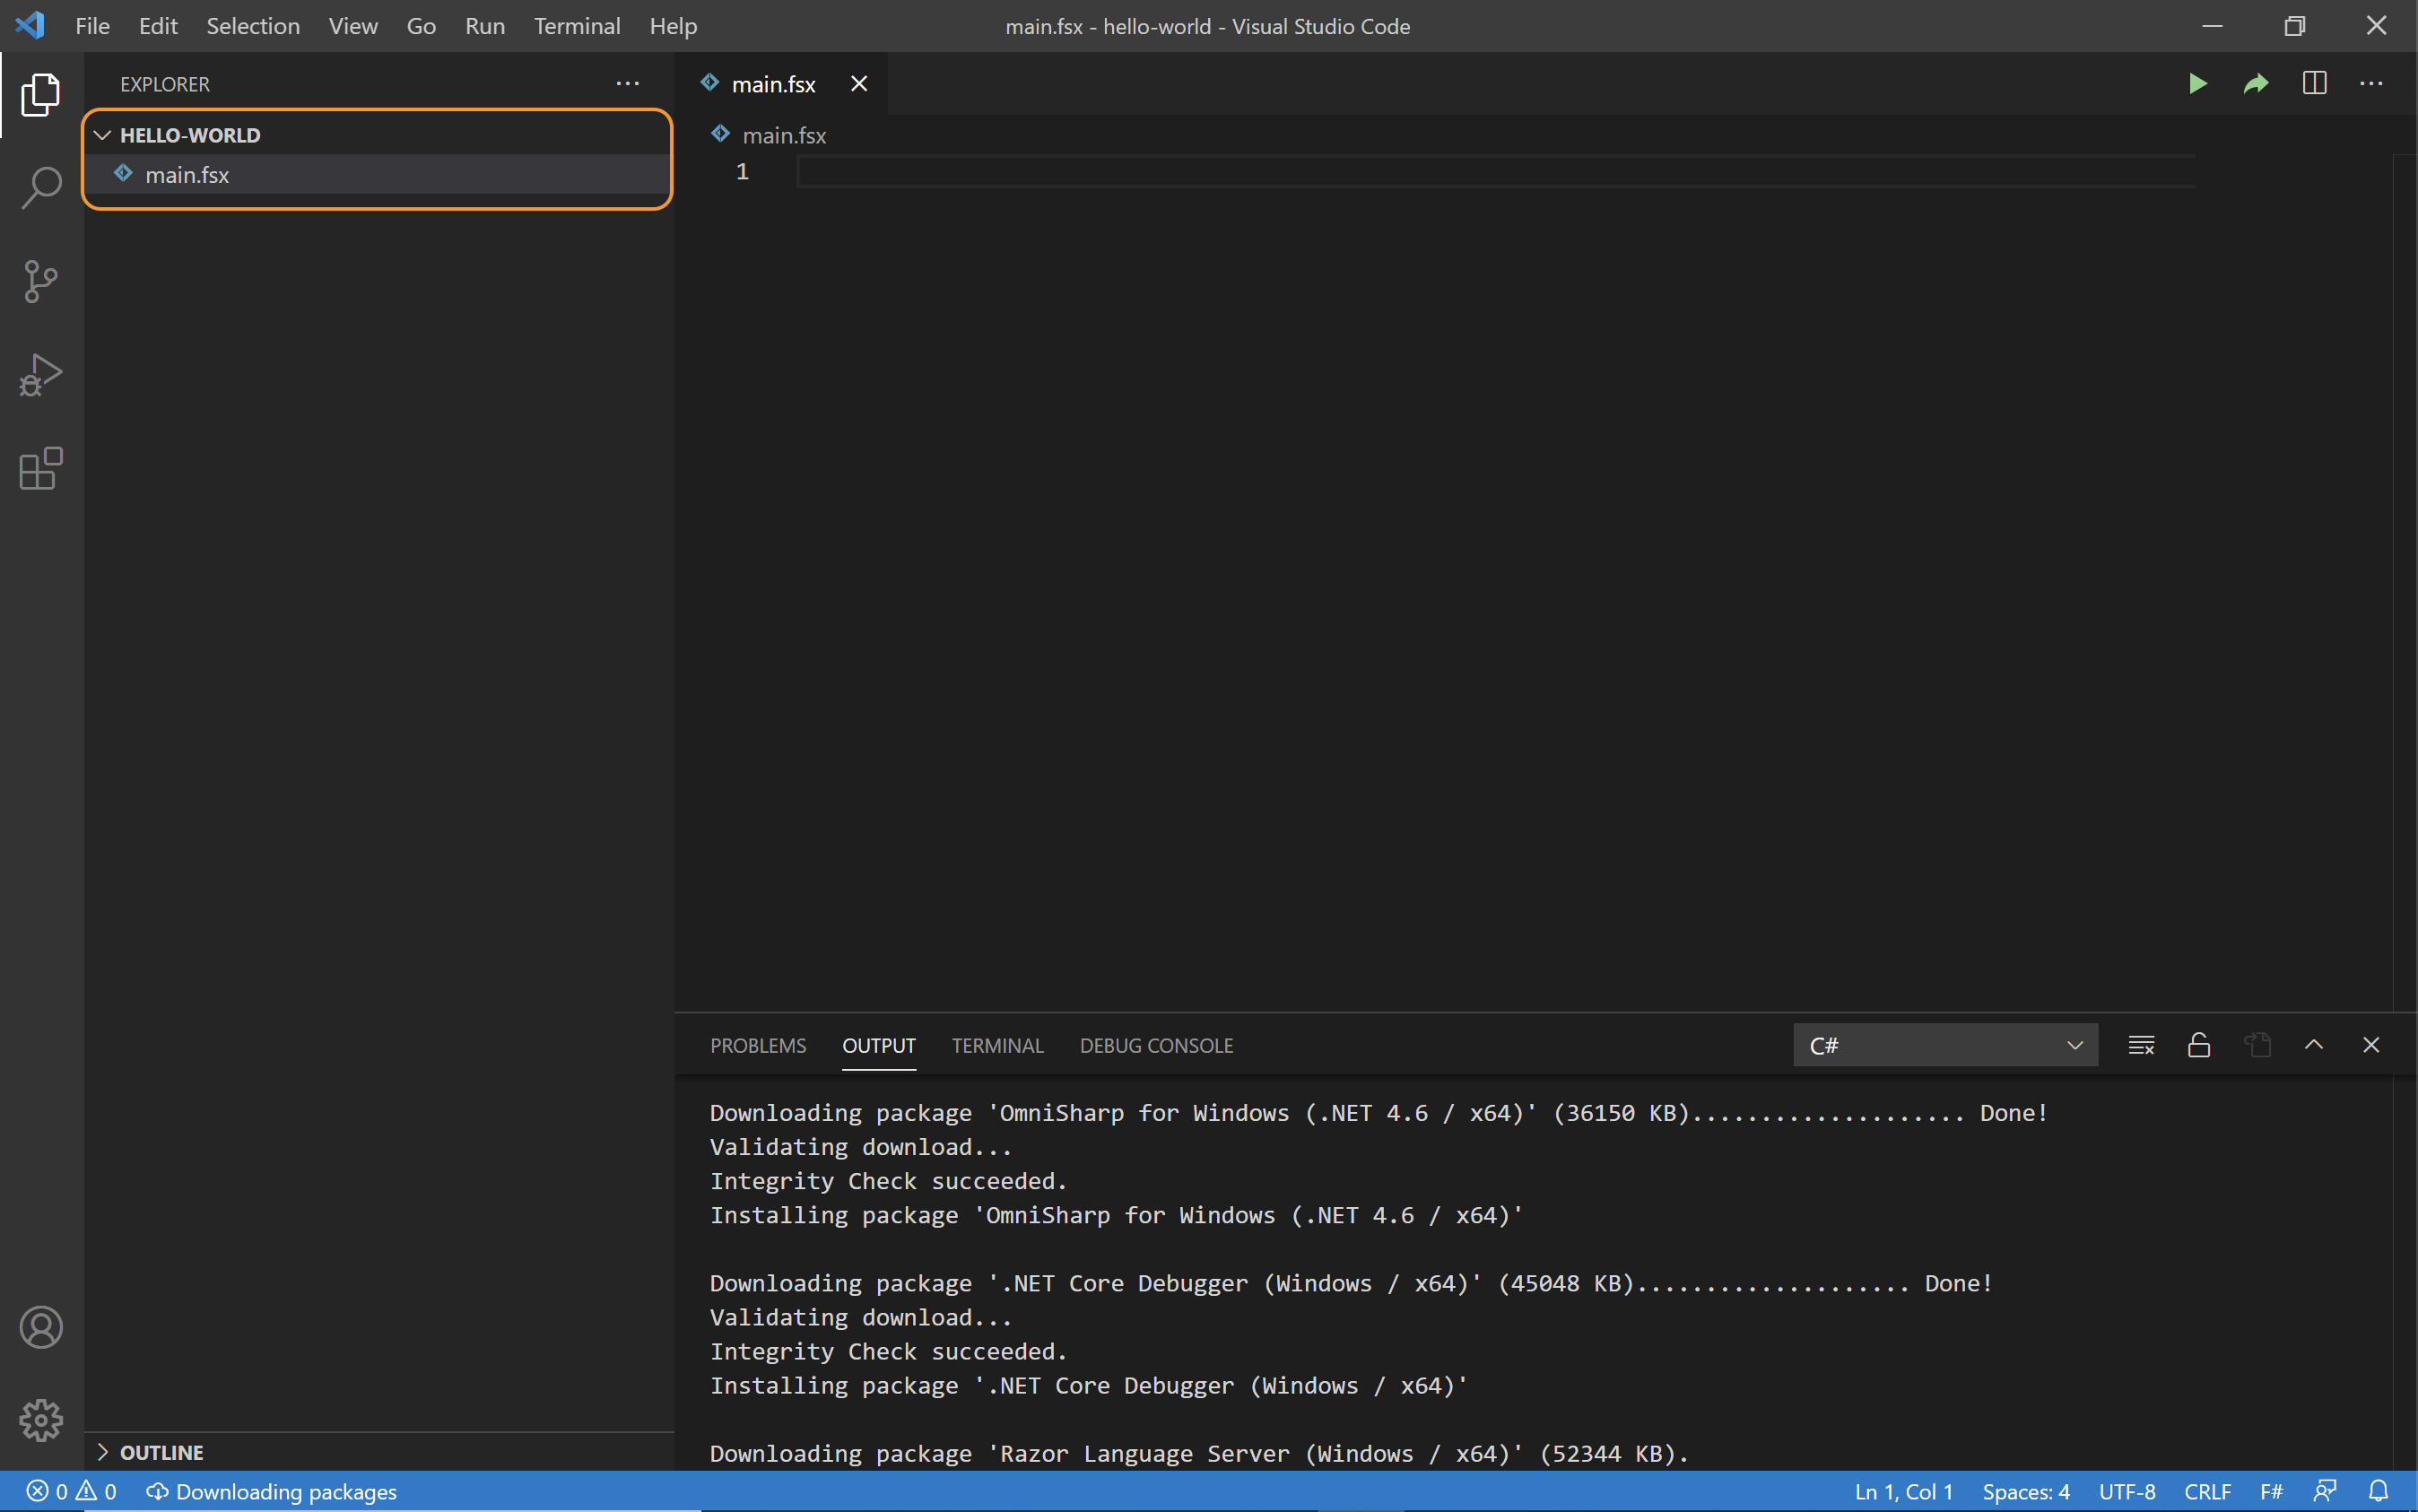 File Edit Selection View Go Run Terminal Help main.fsx - hello-world - Visual Studio Code
EXPLORER
HELLO-WORLD
main.fsx
OUTLINE
main.fsx
main.fsx
1
PROBLEMS OUTPUT TERMINAL DEBUG CONSOLE C#
Downloading package 'OmniSharp for Windows (.NET 4.6 / x64)' (36150 KB).................... Done!
Validating download...
Integrity Check succeeded.
Installing package 'OmniSharp for Windows (.NET 4.6 / x64)'
Downloading package '.NET Core Debugger (Windows / x64)' (45048 KB).................... Done!
Validating download...
Integrity Check succeeded.
Installing package '.NET Core Debugger (Windows / x64)'
Downloading package 'Razor Language Server (Windows / x64)' (52344 KB).
0 0 Downloading packages Ln 1, Col 1 Spaces: 4 UTF-8 CRLF F#